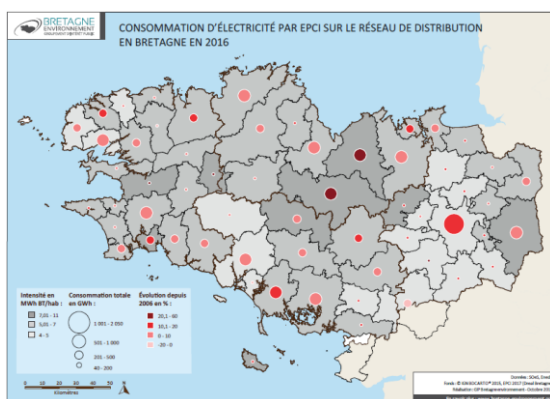 BRETAGNE
ENVIRONNEMENT
CONSOMMATION D'ÉLECTRICITÉ PAR EPCI SUR LE RÉSEAU DE DISTRIBUTION
EN BRETAGNE EN 2016
Intensité en
MWh BT/hab :
7,01 - 11
5,01 - 7
4 - 5
Consommation totale
en GWh :
1 001 - 2 050
501 - 1 000
201 - 500
40 - 200
Évolution depuis
2006 en % :
20,1 - 60
10,1 - 20
0 - 10
-20 - 0
0 10 20 30 40 50
Kilomètres